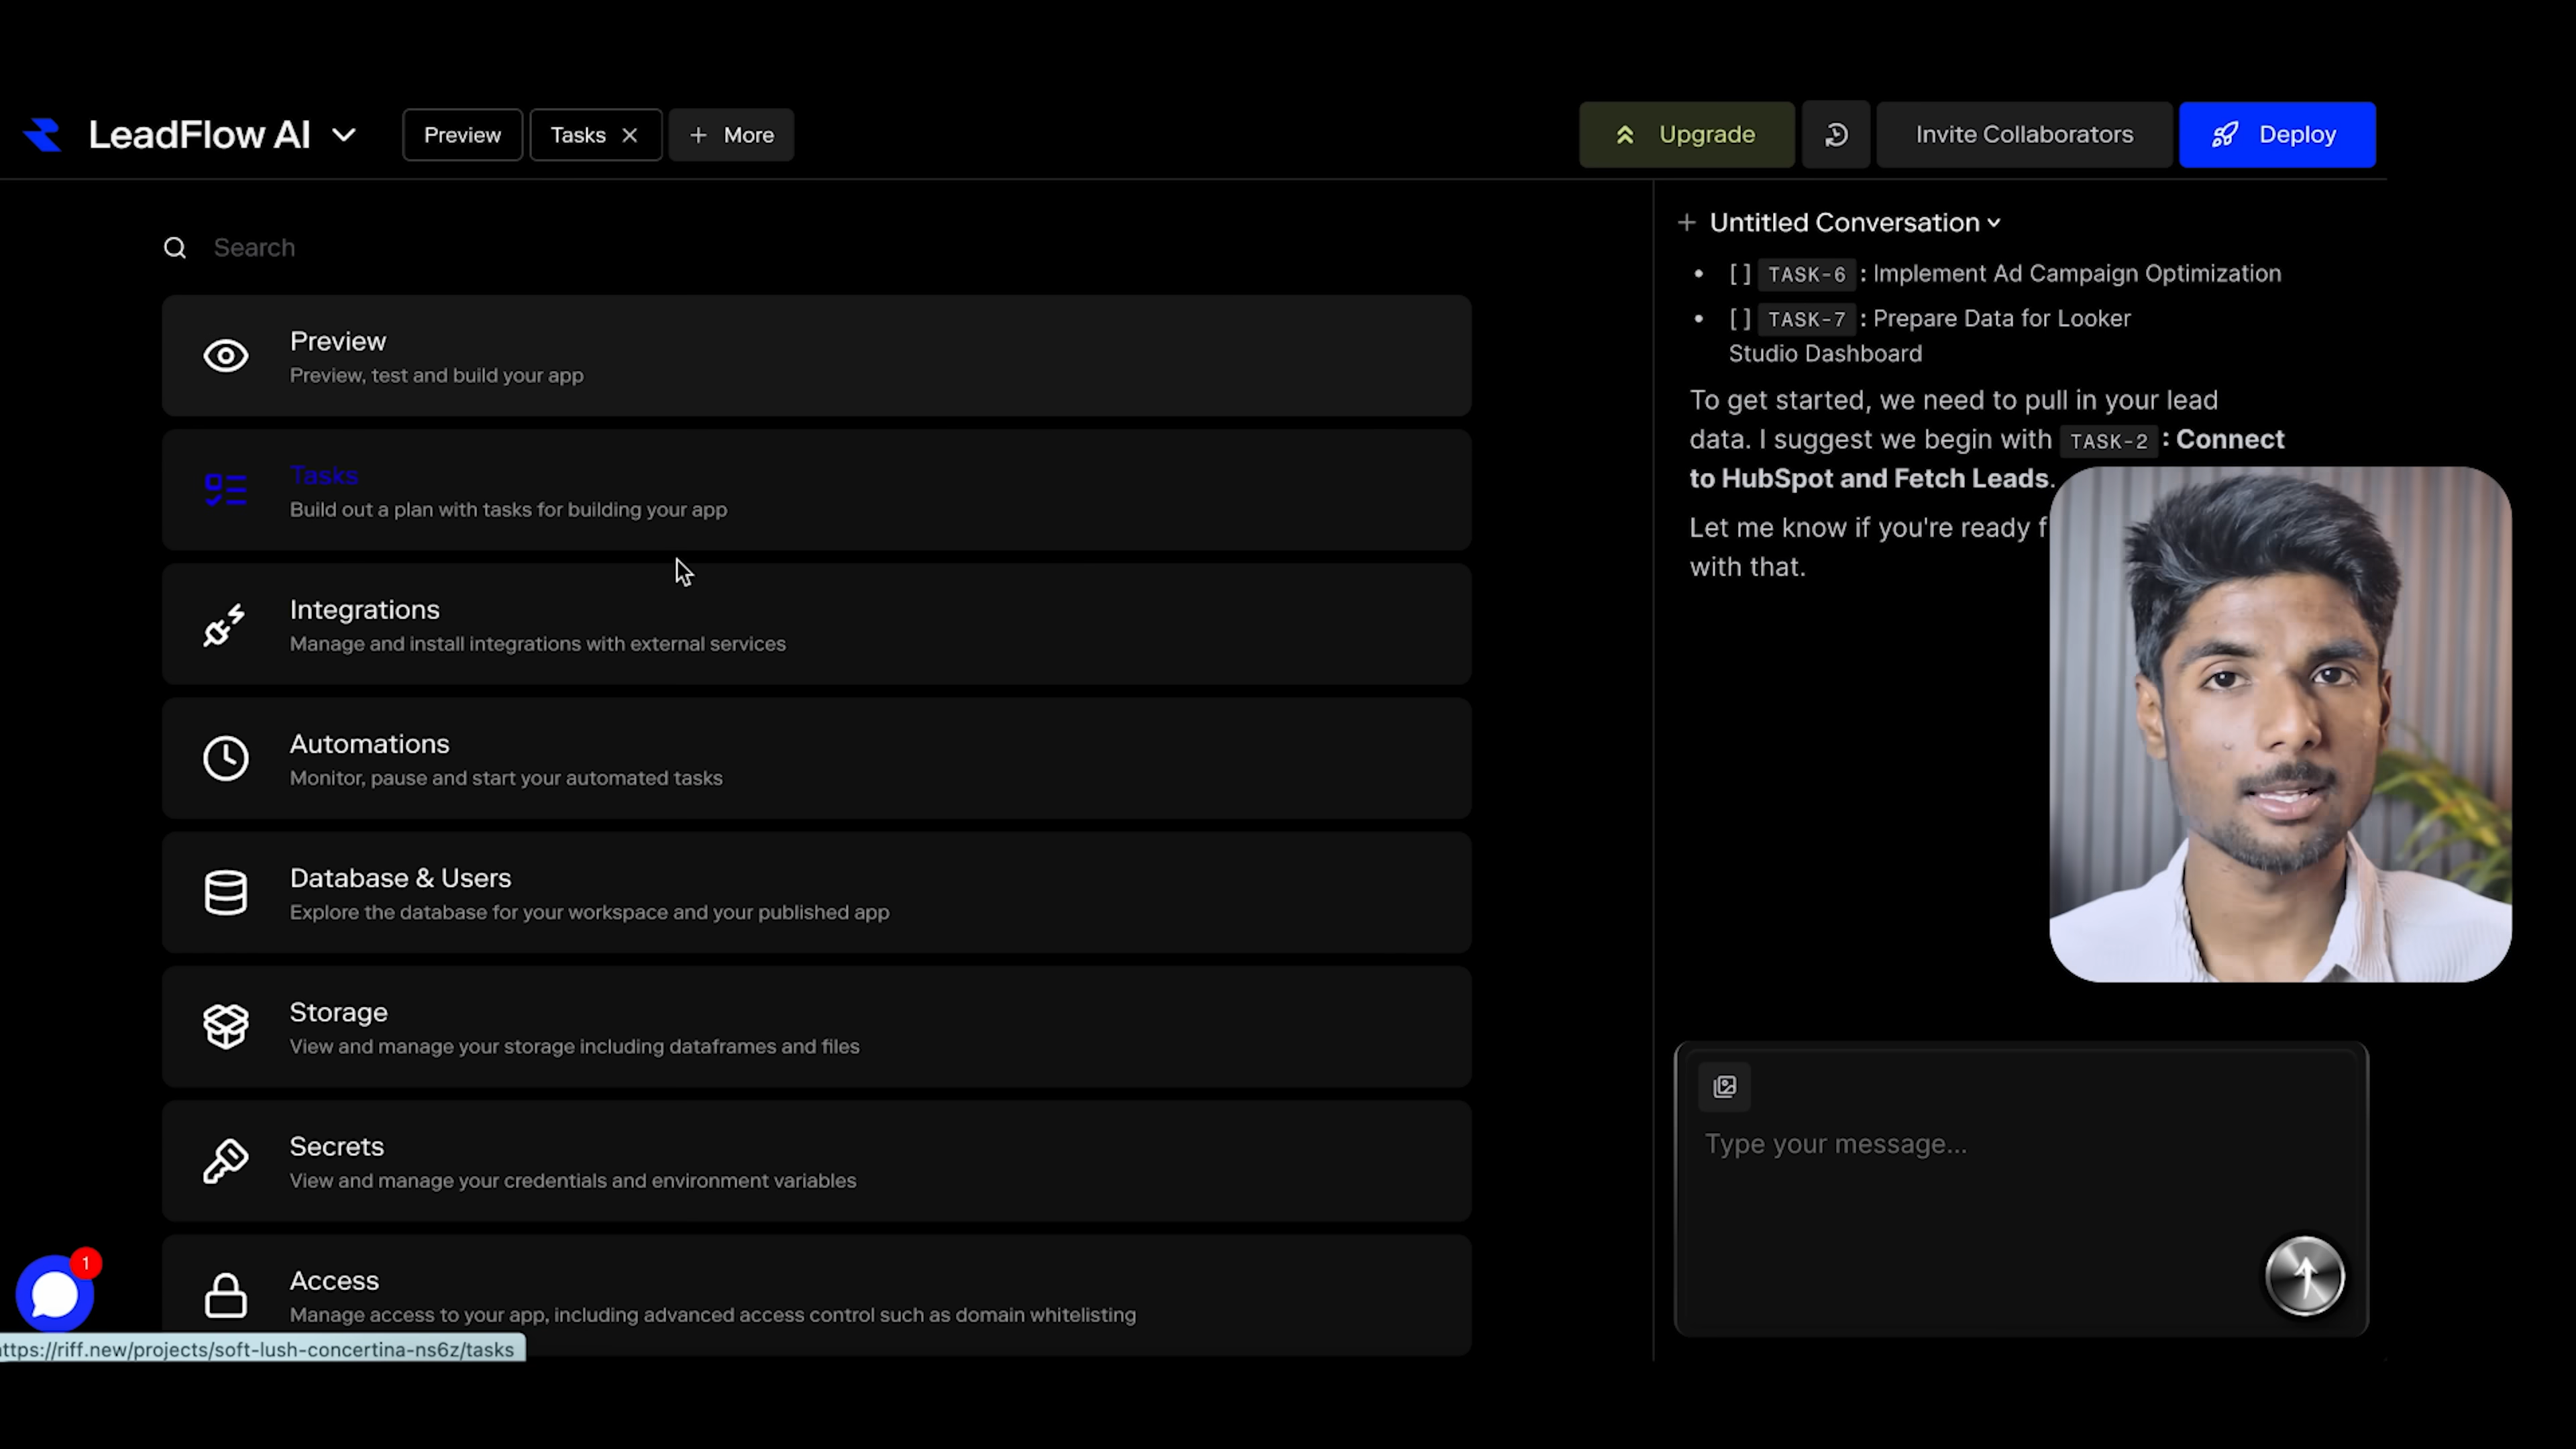 LeadFlow AI
Preview
Tasks
More
Upgrade
Invite Collaborators
Deploy
Search
Preview
Preview, test and build your app
Tasks
Build out a plan with tasks for building your app
Integrations
Manage and install integrations with external services
Automations
Monitor, pause and start your automated tasks
Database & Users
Explore the database for your workspace and your published app
Storage
View and manage your storage including dataframes and files
Secrets
View and manage your credentials and environment variables
Access
Manage access to your app, including advanced access control such as domain whitelisting
1
ttps://riff.new/projects/soft-lush-concertina-ns6z/tasks
+ Untitled Conversation
• [ ] TASK-6 : Implement Ad Campaign Optimization
• [ ] TASK-7 : Prepare Data for Looker
Studio Dashboard
To get started, we need to pull in your lead
data. I suggest we begin with TASK-2 : Connect
to HubSpot and Fetch Leads.
Let me know if you're ready f
with that.
Type your message...